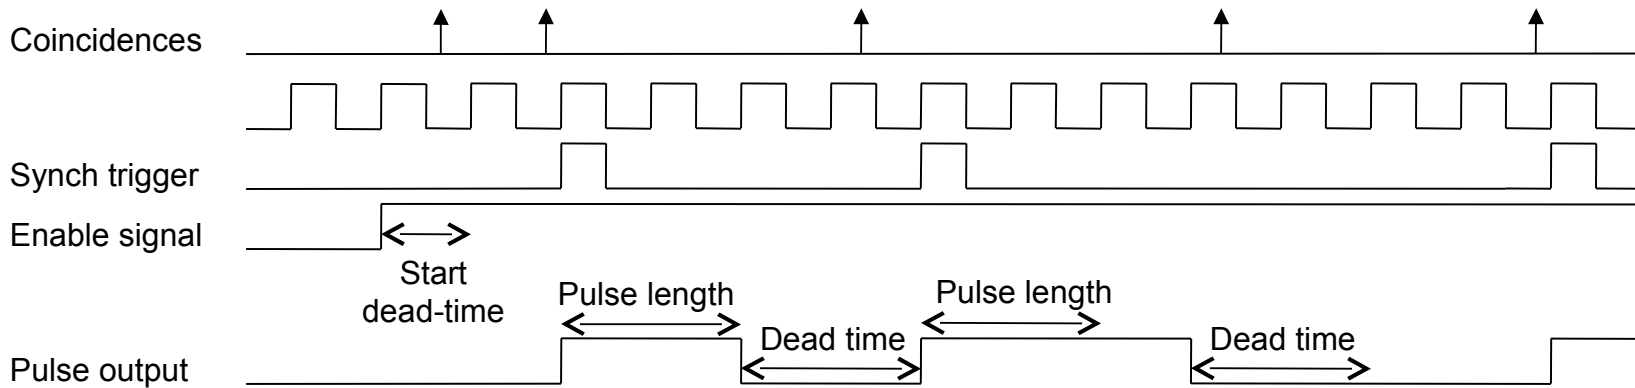 Coincidences
Synch trigger
Enable signal
Start
dead-time
Pulse length
Pulse length
Dead time
Dead time
Pulse output